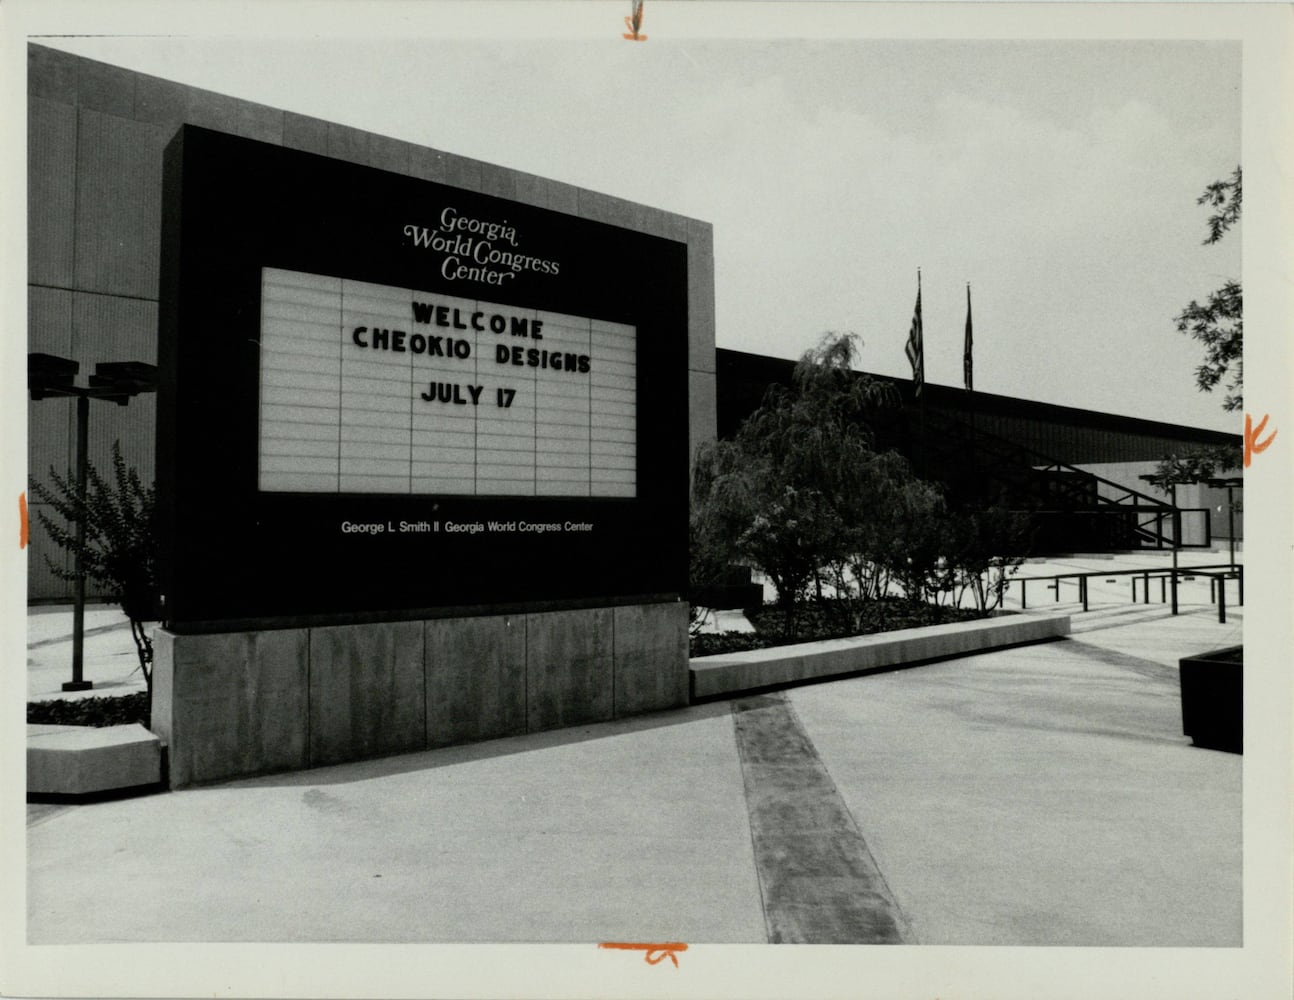 Georgia
World Congress
Center
WELCOME
CHEOKIO DESIGNS
JULY 17
George L Smith II Georgia World Congress Center